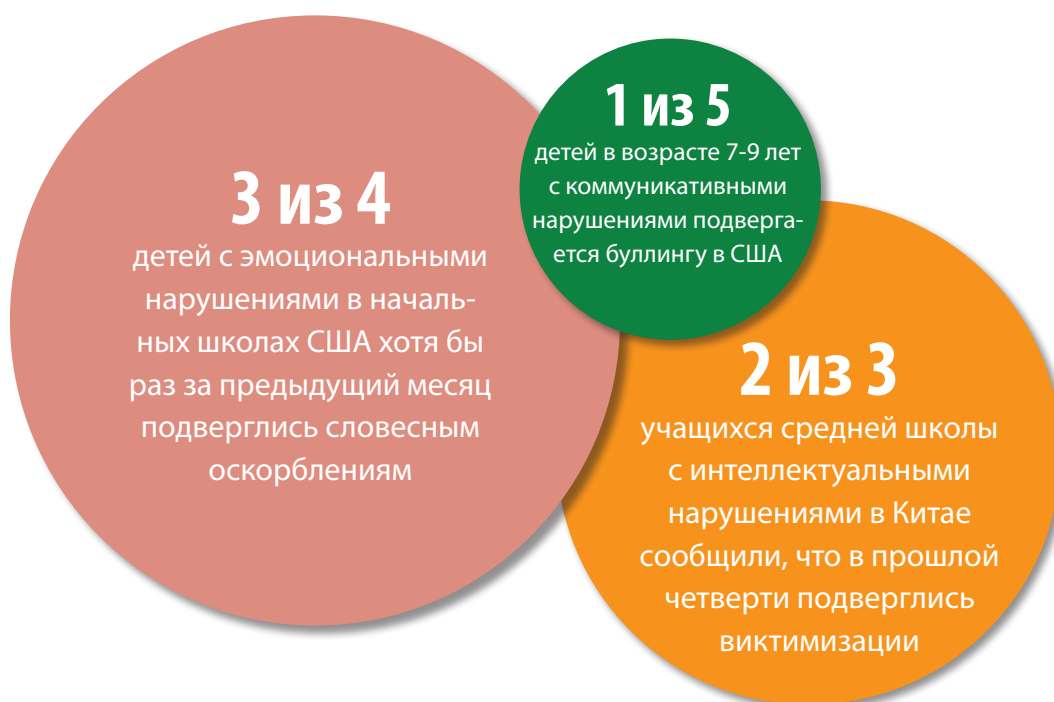 3 из 4
детей с эмоциональными
нарушениями в началь-
ных школах США хотя бы
раз за предыдущий месяц
подверглись словесным
оскорблениям
1 из 5
детей в возрасте 7-9 лет
с коммуникативными
нарушениями подверга-
ется буллингу в США
2 из 3
учащихся средней школы
с интеллектуальными
нарушениями в Китае
сообщили, что в прошлой
четверти подверглись
виктимизации